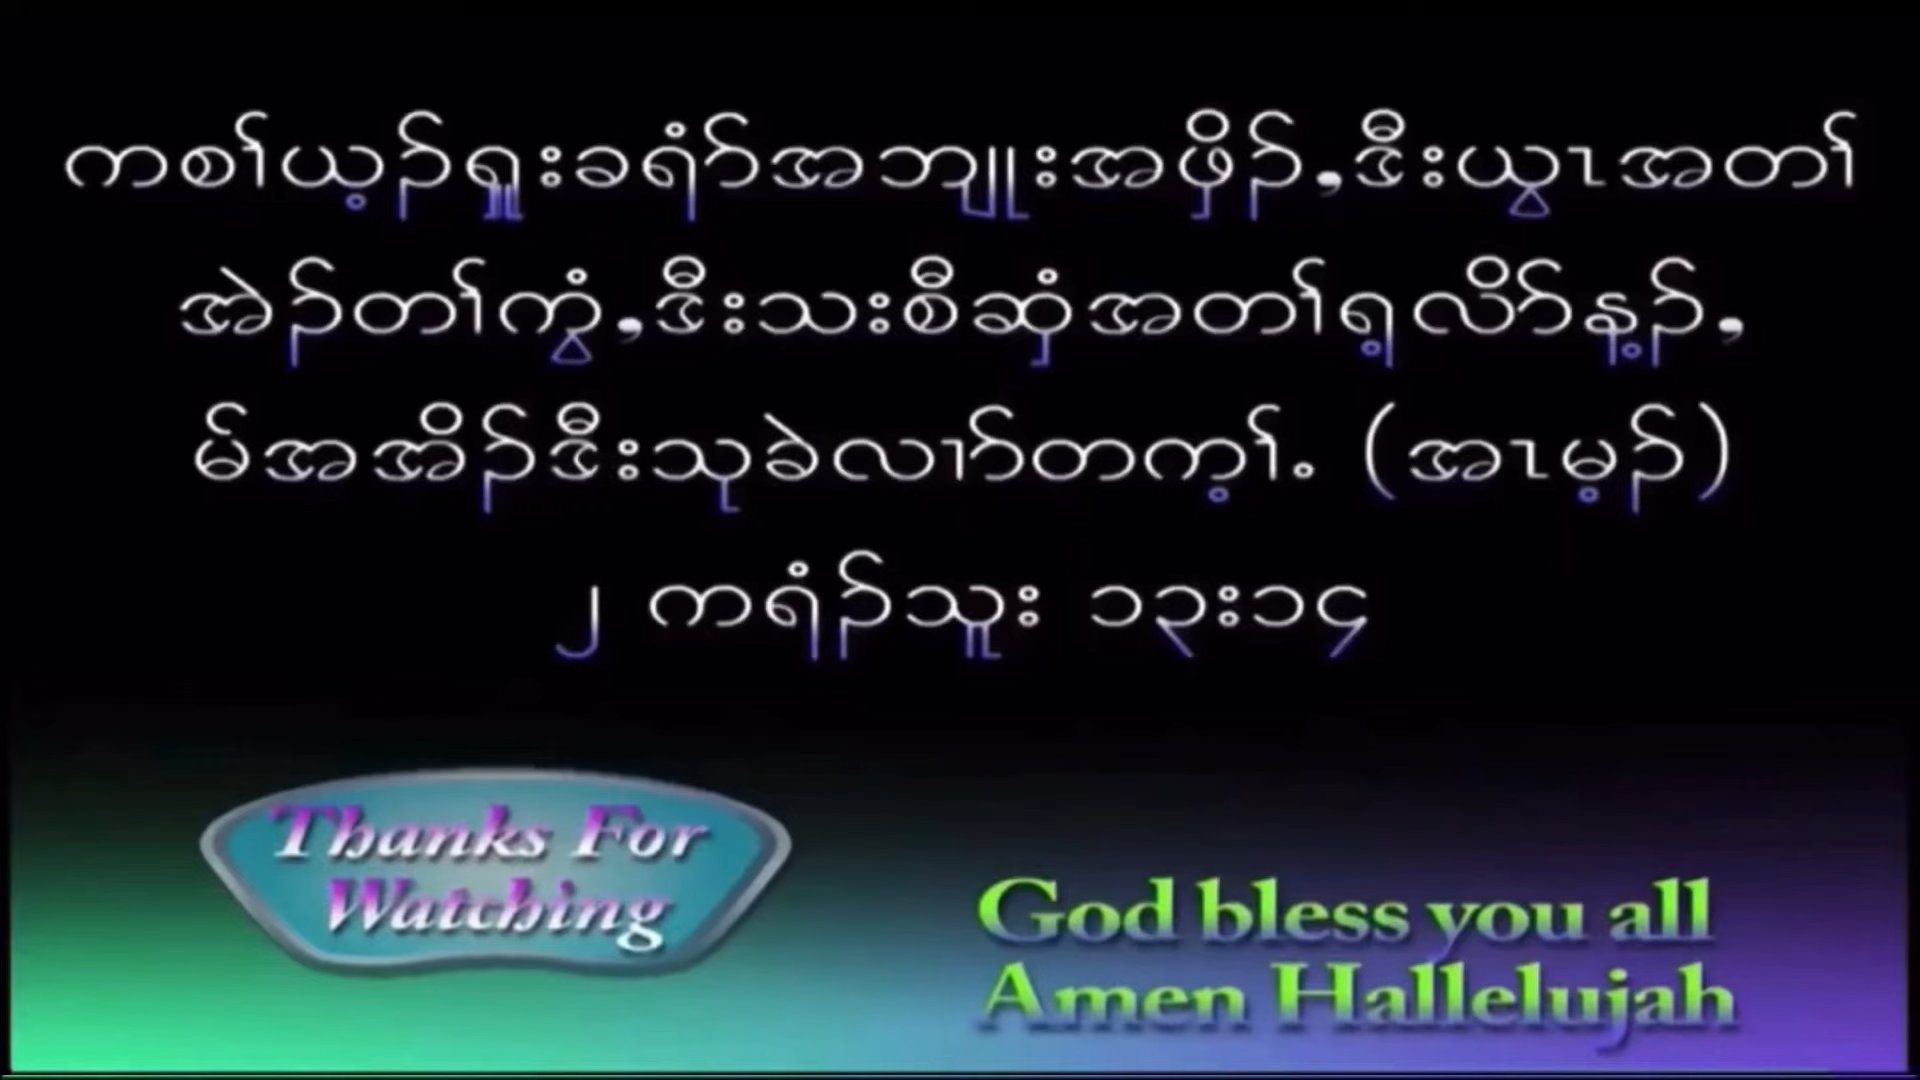 ကစၢ်ယ့ၣ်ရှူးခရံာ်အဘျူးအဖှိၣ်,ဒီးယွၤအတၢ်
အဲၣ်တၢ်ကွံ,ဒီးသးစီဆှံအတၢ်ရ့လိာ်န့ၣ်,
မ်အအိၣ်ဒီးသုခဲလၢာ်တက့ၢ်. (အၤမ့ၣ်)
၂ ကရံၣ်သူး ၁၃း၁၄
Thanks For
Watching
God bless you all
Amen Hallelujah